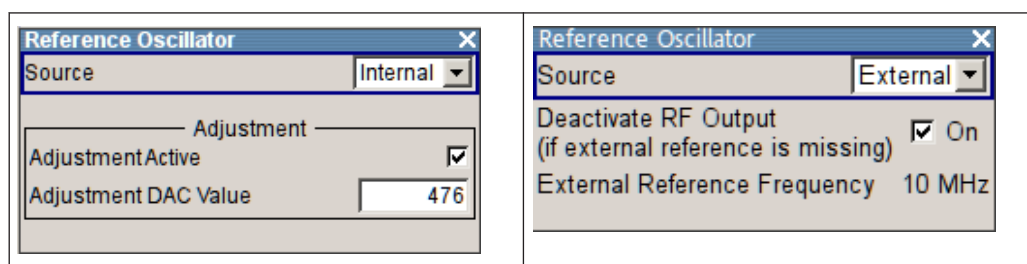 Reference Oscillator
Source Internal
Adjustment
Adjustment Active
Adjustment DAC Value 476
Reference Oscillator
Source External
Deactivate RF Output
(if external reference is missing) On
External Reference Frequency 10 MHz